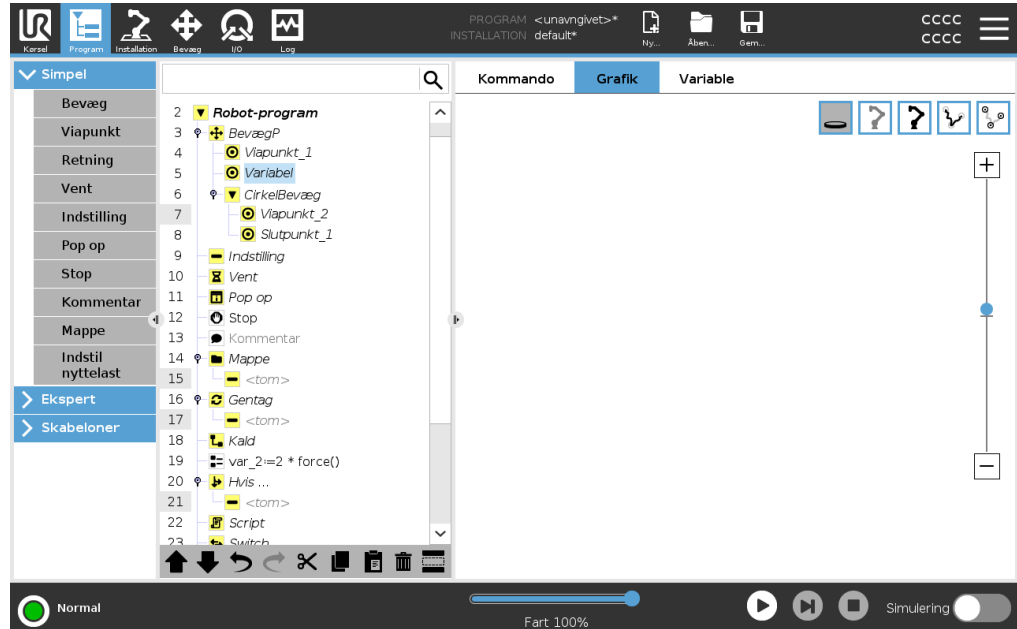 PROGRAM <unavngivet>*
INSTALLATION default*
Kørsel
Program
Installation
Bevæg
I/O
Log
Ny...
Åben...
Gem...
CCCC
CCCC
Simpel
Bevæg
Viapunkt
Retning
Vent
Indstilling
Pop op
Stop
Kommentar
Mappe
Indstil
nyttelast
Ekspert
Skabeloner
2 Robot-program
3 BevægP
4 Viapunkt_1
5 Variabel
6 CirkelBevæg
7 Viapunkt_2
8 Slutpunkt_1
9 Indstilling
10 Vent
11 Pop op
12 Stop
13 Kommentar
14 Mappe
15 <tom>
16 Gentag
17 <tom>
18 Kald
19 var_2:=2 * force()
20 Hvis ...
21 <tom>
22 Script
23 Switch
Kommando
Grafik
Variable
Normal
Fart 100%
Simulering